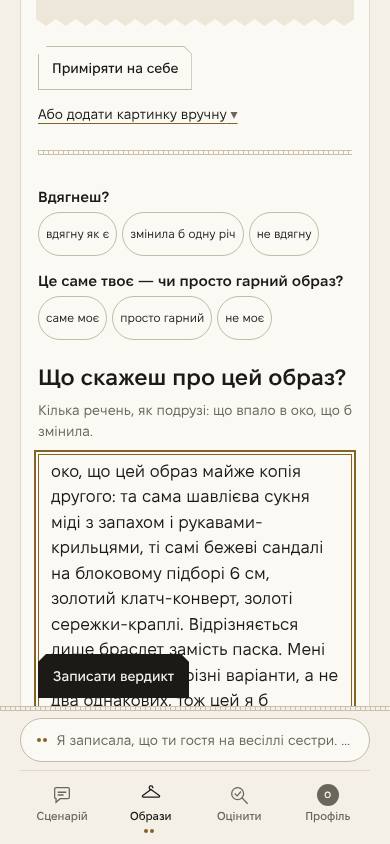 Приміряти на себе
Або додати картинку вручну ▾
Вдягнеш?
вдягну як є
змінила б одну річ
не вдягну
Це саме твоє — чи просто гарний образ?
саме моє
просто гарний
не моє
Що скажеш про цей образ?
Кілька речень, як подрузі: що впало в око, що б
змінила.
око, що цей образ майже копія
другого: та сама шавлієва сукня
міді з запахом і рукавами-
крильцями, ті самі бежеві сандалі
на блоковому підборі 6 см,
золотий клатч-конверт, золоті
сережки-краплі. Відрізняється
лише браслет замість паска. Мені
різні варіанти, а не
два однакових. Тож цей я б
Записати вердикт
Я записала, що ти гостя на весіллі сестри. ...
Сценарій
Образи
Оцінити
О
Профіль